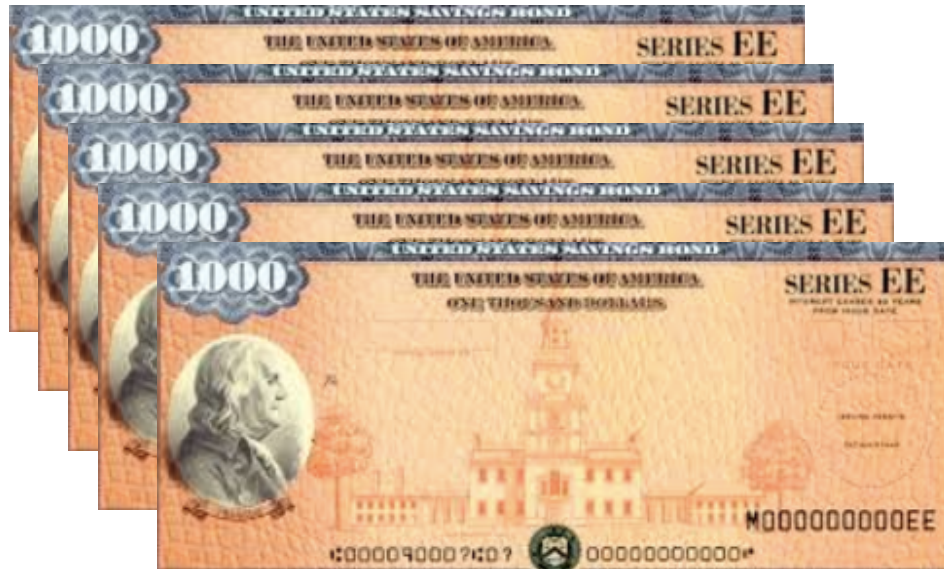 UNITED STATES SAVINGS BOND
1000
THE UNITED STATES OF AMERICA
SERIES EE
UNITED STATES SAVINGS BOND
1000
THE UNITED STATES OF AMERICA
SERIES EE
UNITED STATES SAVINGS BOND
1000
THE UNITED STATES OF AMERICA
SERIES EE
UNITED STATES SAVINGS BOND
1000
THE UNITED STATES OF AMERICA
SERIES EE
UNITED STATES SAVINGS BOND
1000
THE UNITED STATES OF AMERICA
SERIES EE
ONE THOUSAND DOLLARS
INTEREST CEASES 30 YEARS
FROM ISSUE DATE
M000000000EE
000000000000